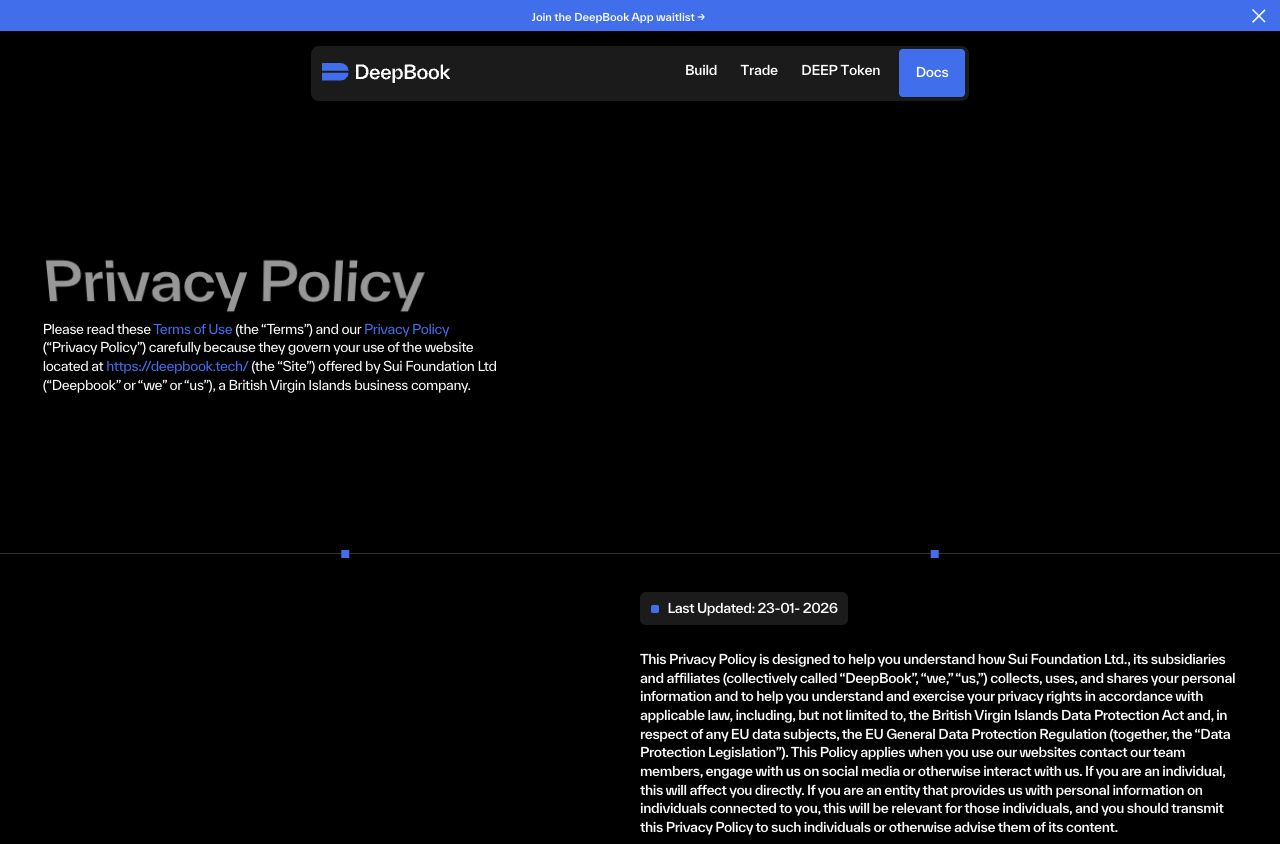 Join the DeepBook App waitlist →
DeepBook
Build
Trade
DEEP Token
Docs
Privacy Policy
Please read these Terms of Use (the “Terms”) and our Privacy Policy
(“Privacy Policy”) carefully because they govern your use of the website
located at https://deepbook.tech/ (the “Site”) offered by Sui Foundation Ltd
(“Deepbook” or “we” or “us”), a British Virgin Islands business company.
Last Updated: 23-01- 2026
This Privacy Policy is designed to help you understand how Sui Foundation Ltd., its subsidiaries
and affiliates (collectively called “DeepBook”, “we,” “us,”) collects, uses, and shares your personal
information and to help you understand and exercise your privacy rights in accordance with
applicable law, including, but not limited to, the British Virgin Islands Data Protection Act and, in
respect of any EU data subjects, the EU General Data Protection Regulation (together, the “Data
Protection Legislation”). This Policy applies when you use our websites contact our team
members, engage with us on social media or otherwise interact with us. If you are an individual,
this will affect you directly. If you are an entity that provides us with personal information on
individuals connected to you, this will be relevant for those individuals, and you should transmit
this Privacy Policy to such individuals or otherwise advise them of its content.